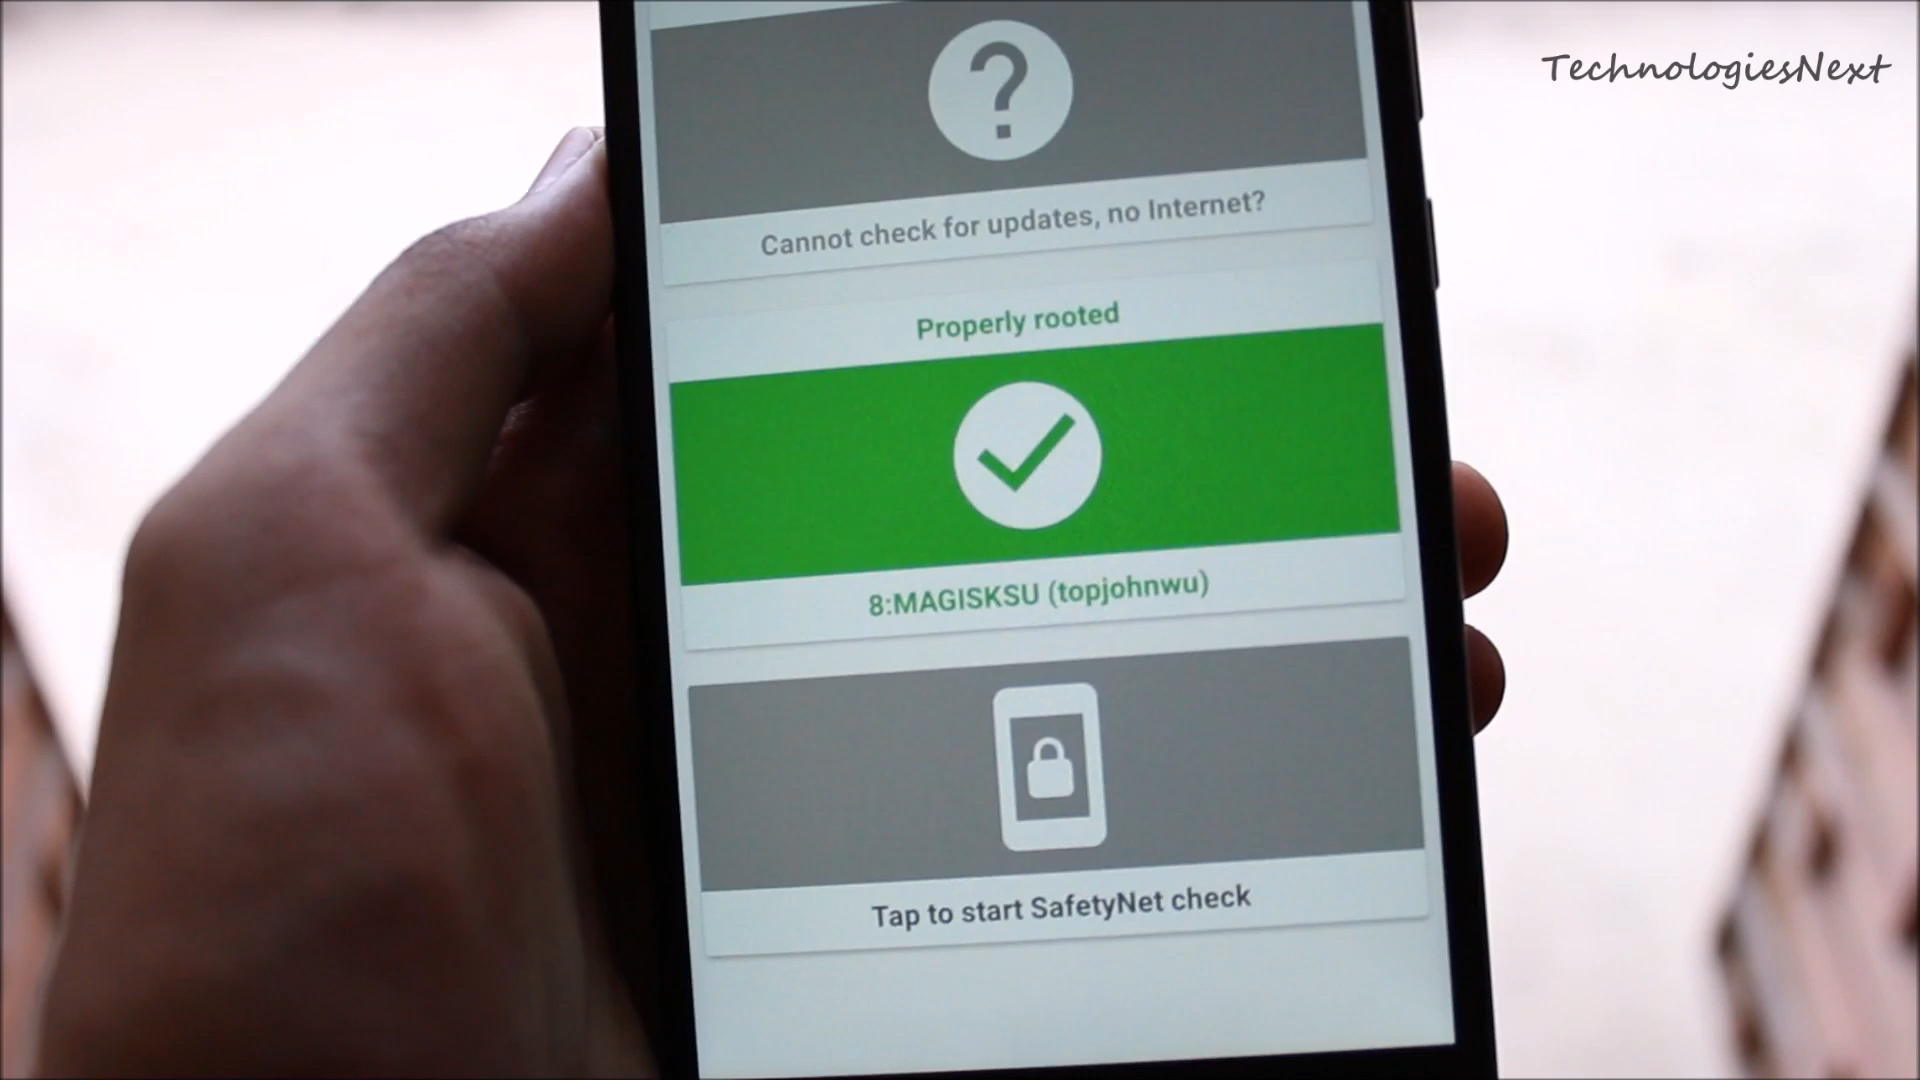 TechnologiesNext
Cannot check for updates, no Internet?
Properly rooted
8:MAGISKSU (topjohnwu)
Tap to start SafetyNet check